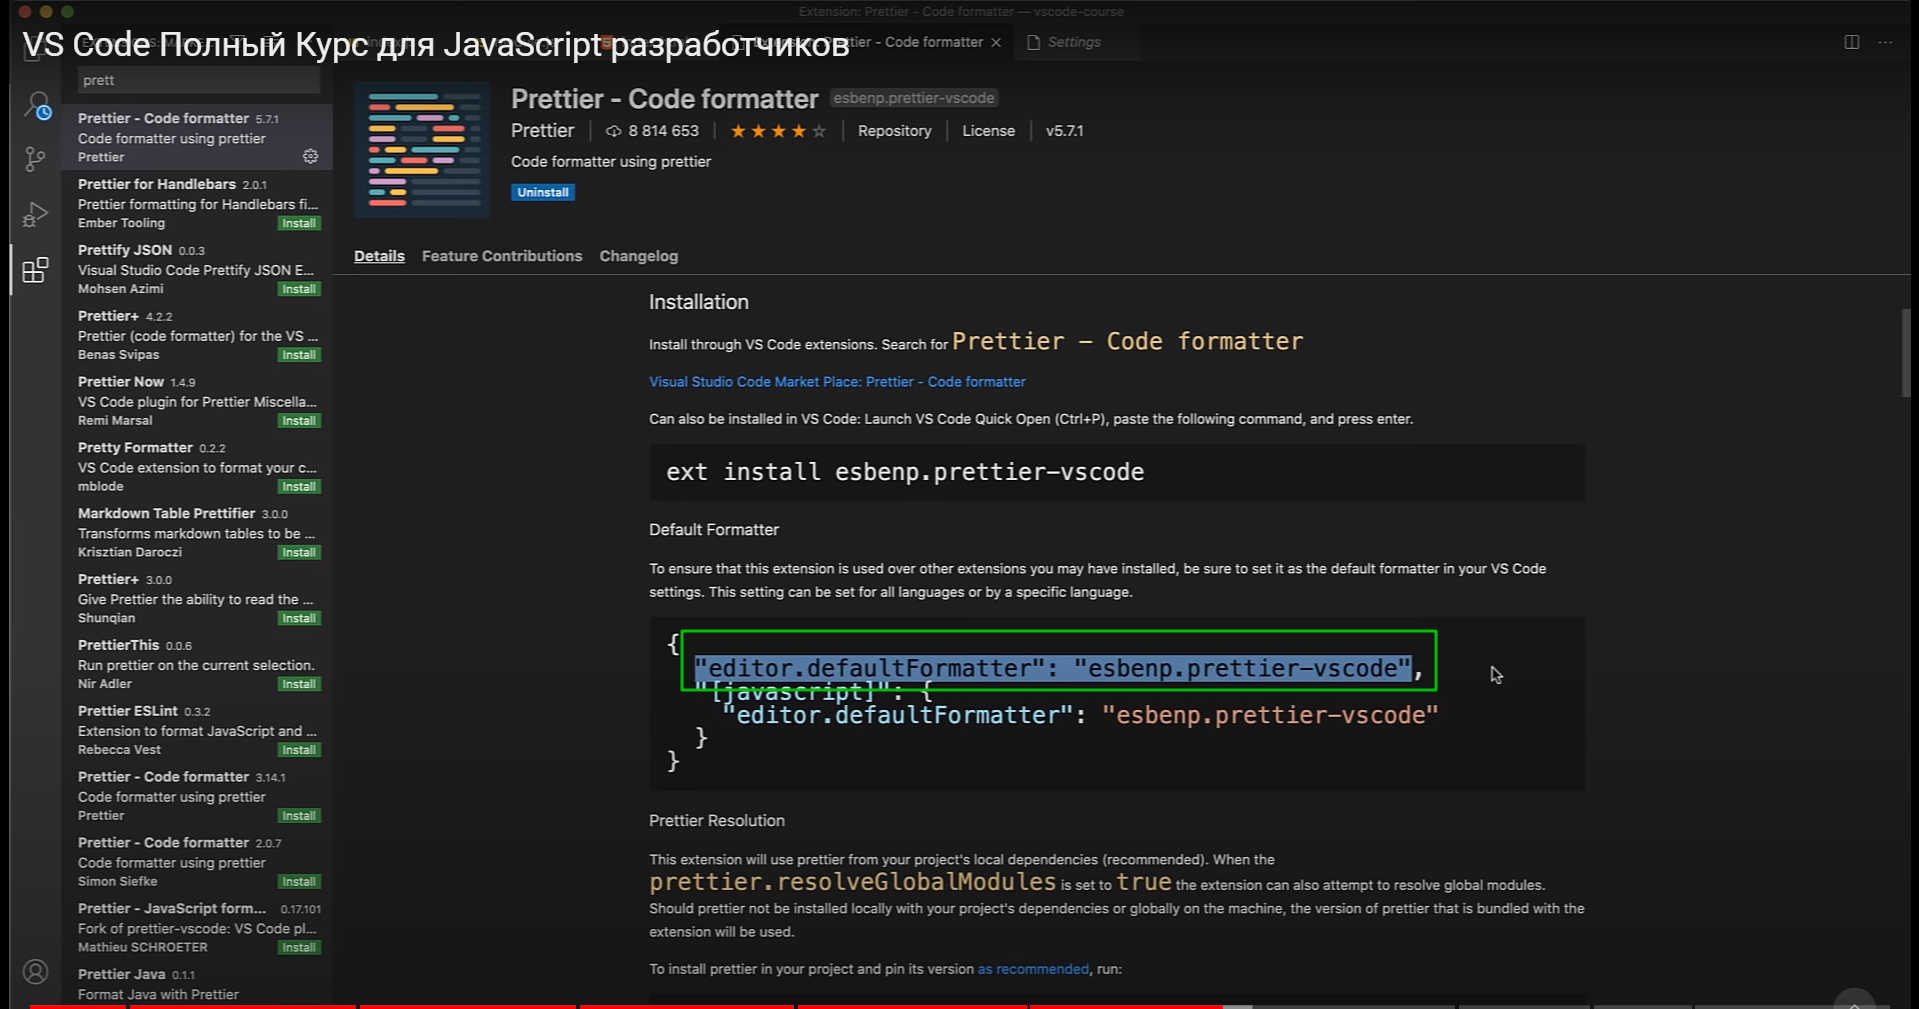 Extension: Prettier - Code formatter — vscode-course
VS Code Полный Курс для JavaScript разработчиков
tier - Code formatter
Settings
prett
Prettier - Code formatter 5.7.1
Code formatter using prettier
Prettier
Prettier for Handlebars 2.0.1
Prettier formatting for Handlebars fi...
Ember Tooling
Install
Prettify JSON 0.0.3
Visual Studio Code Prettify JSON E...
Mohsen Azimi
Install
Prettier+ 4.2.2
Prettier (code formatter) for the VS ...
Benas Svipas
Install
Prettier Now 1.4.9
VS Code plugin for Prettier Miscella...
Remi Marsal
Install
Pretty Formatter 0.2.2
VS Code extension to format your c...
mblode
Install
Markdown Table Prettifier 3.0.0
Transforms markdown tables to be ...
Krisztian Daroczi
Install
Prettier+ 3.0.0
Give Prettier the ability to read the ...
Shunqian
Install
PrettierThis 0.0.6
Run prettier on the current selection.
Nir Adler
Install
Pretty ESLint 0.3.2
Extension to format JavaScript and ...
Rebecca Vest
Install
Prettier - Code formatter 3.14.1
Code formatter using prettier
Prettier
Install
Prettier - Code formatter 2.0.7
Code formatter using prettier
Simon Siefke
Install
Prettier - JavaScript form... 0.17.101
Fork of prettier-vscode: VS Code pl...
Mathieu SCHROETER
Install
Prettier Java 0.1.1
Format Java with Prettier
Prettier - Code formatter esbenp.prettier-vscode
Prettier 8 814 653 Repository License v5.7.1
Code formatter using prettier
Uninstall
Details Feature Contributions Changelog
Installation
Install through VS Code extensions. Search for Prettier – Code formatter
Visual Studio Code Market Place: Prettier - Code formatter
Can also be installed in VS Code: Launch VS Code Quick Open (Ctrl+P), paste the following command, and press enter.
ext install esbenp.prettier-vscode
Default Formatter
To ensure that this extension is used over other extensions you may have installed, be sure to set it as the default formatter in your VS Code
settings. This setting can be set for all languages or by a specific language.
{
"editor.defaultFormatter": "esbenp.prettier-vscode",
"[javascript]": {
"editor.defaultFormatter": "esbenp.prettier-vscode"
}
}
Prettier Resolution
This extension will use prettier from your project's local dependencies (recommended). When the
prettier.resolveGlobalModules is set to true the extension can also attempt to resolve global modules.
Should prettier not be installed locally with your project's dependencies or globally on the machine, the version of prettier that is bundled with the
extension will be used.
To install prettier in your project and pin its version as recommended, run: